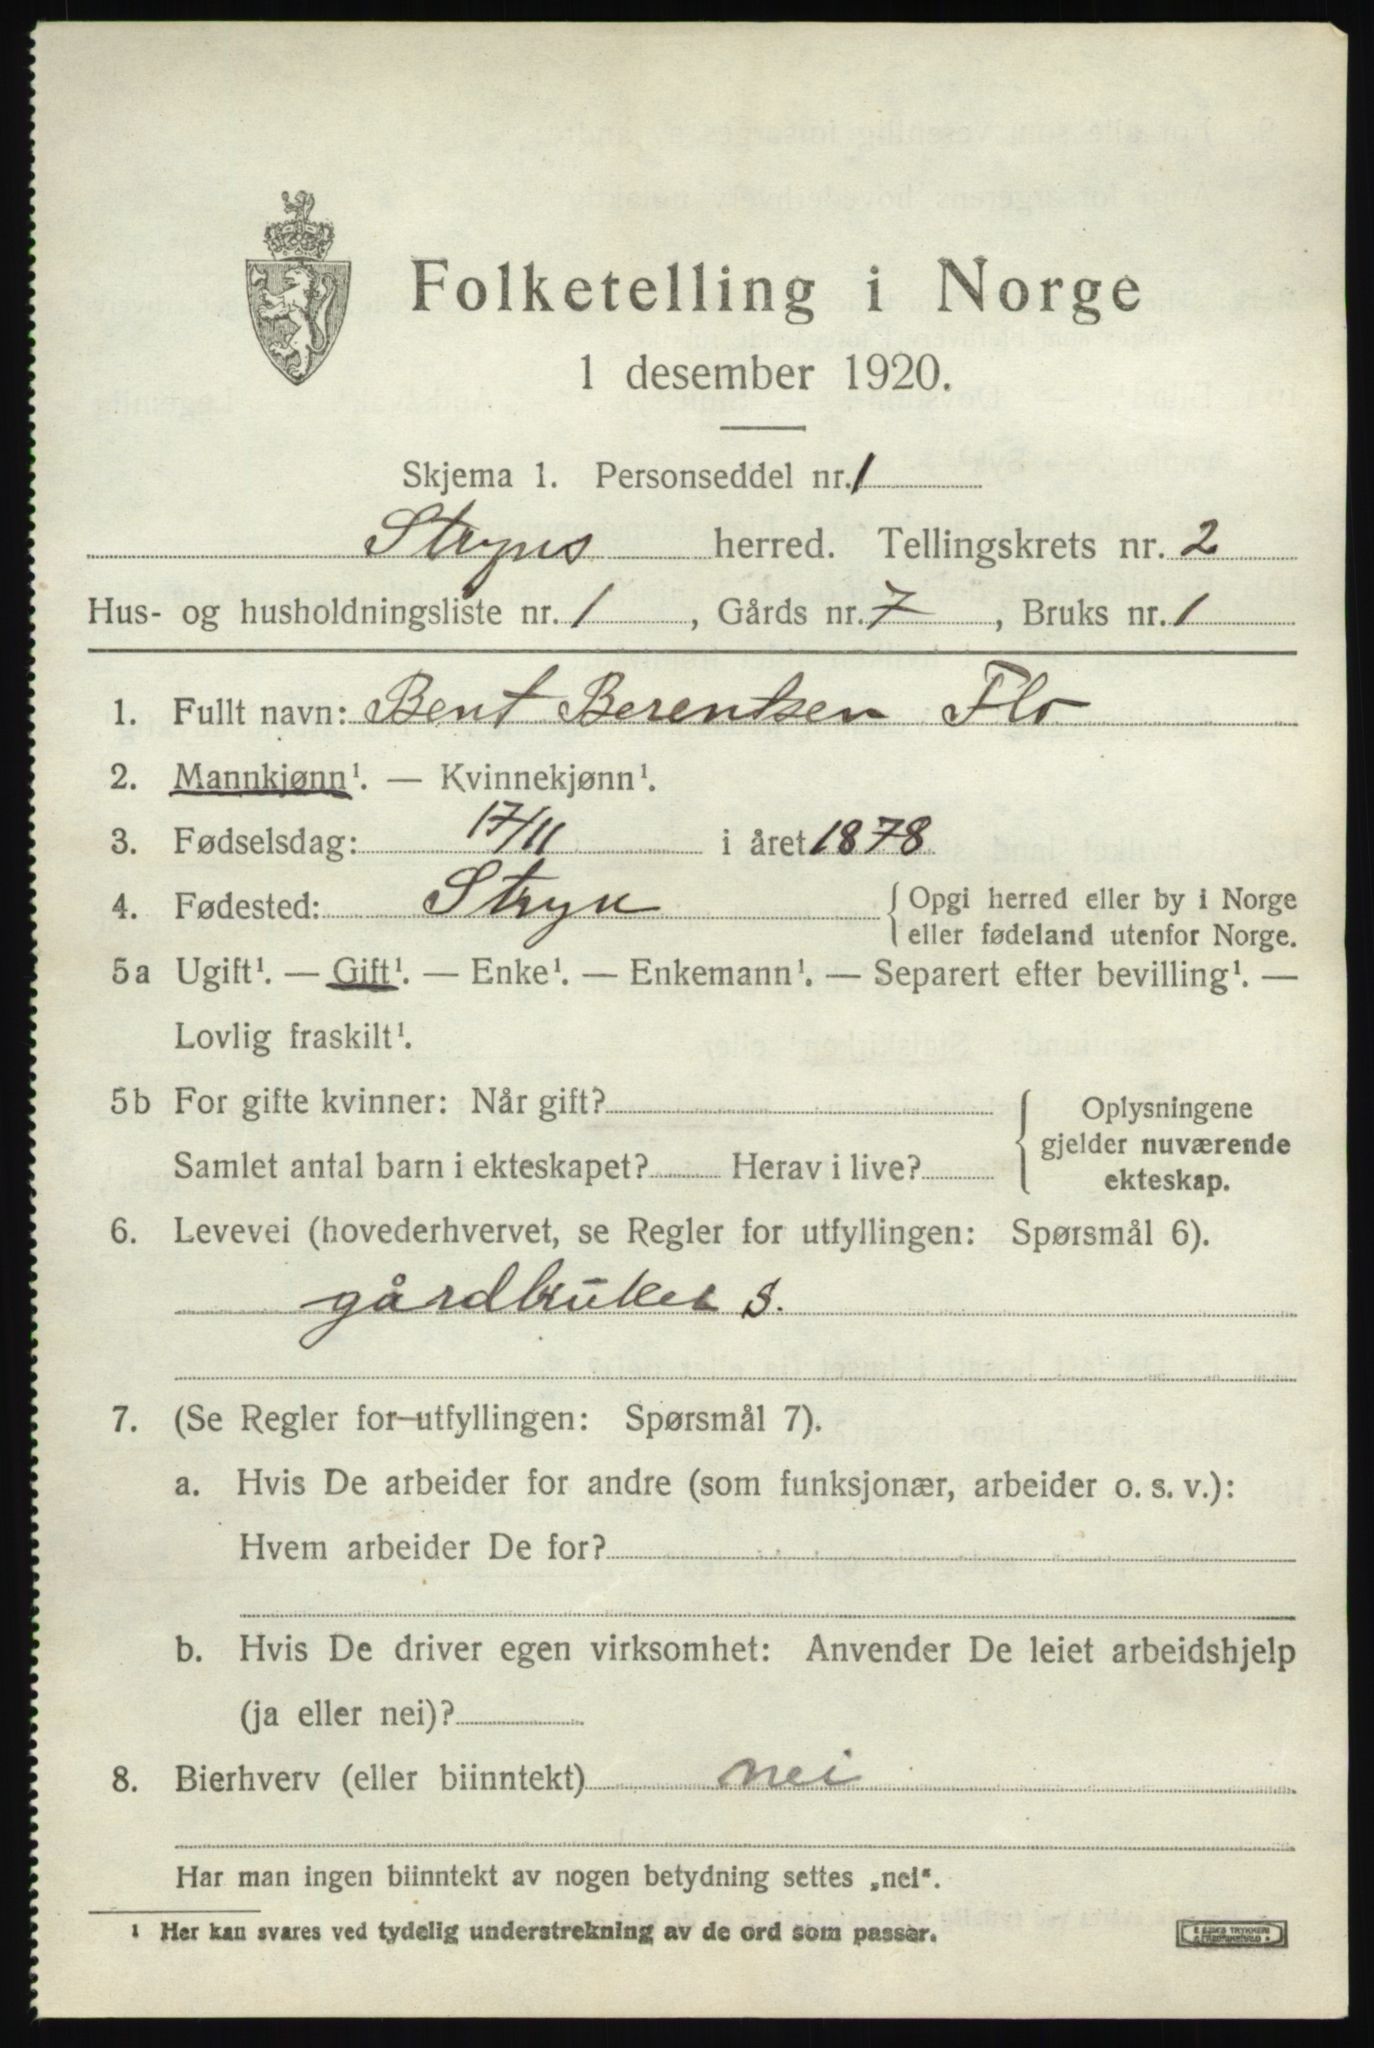 Folketelling i Norge
1 desember 1920.
Skjema 1. Personseddel nr. 1
Stryns herred. Tellingskrets nr. 2
Hus- og husholdningsliste nr. 1, Gårds nr. 7, Bruks nr. 1
1. Fullt navn: Bent Berentsen Flo
2. Mannkjønn¹. — Kvinnekjønn¹.
3. Fødselsdag: 17/11 i året 1878
4. Fødested: Stryn { Opgi herred eller by i Norge
eller fødeland utenfor Norge.
5a Ugift¹. — Gift¹. — Enke¹. — Enkemann¹. — Separert efter bevilling¹. —
Lovlig fraskilt¹.
5b For gifte kvinner: Når gift?
Samlet antal barn i ekteskapet? Herav i live?
{ Oplysningene
gjelder nuværende
ekteskap.
6. Levevei (hovederhvervet, se Regler for utfyllingen: Spørsmål 6).
gårdbruker s.
7. (Se Regler for utfyllingen: Spørsmål 7).
a. Hvis De arbeider for andre (som funksjonær, arbeider o. s. v.):
Hvem arbeider De for?
b. Hvis De driver egen virksomhet: Anvender De leiet arbeidshjelp
(ja eller nei)?
8. Bierhverv (eller biinntekt) nei
Har man ingen biinntekt av nogen betydning settes „nei“.
¹ Her kan svares ved tydelig understrekning av de ord som passer.